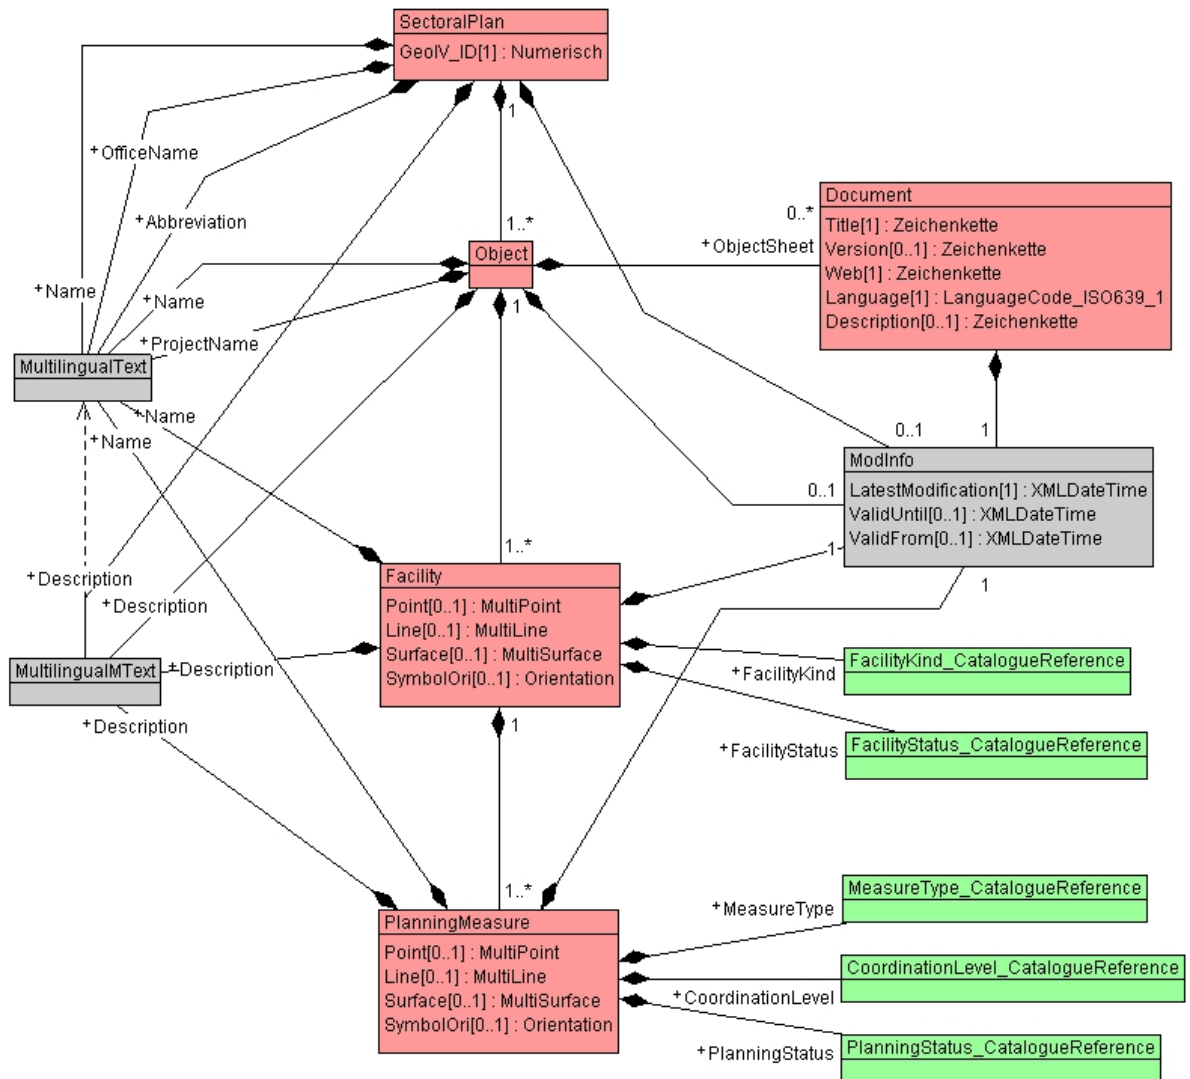 SectoralPlan
GeoIV_ID[1] : Numerisch
1
+OfficeName
Document
0..*
Title[1] : Zeichenkette
+Abbreviation
1..*
+ObjectSheet
Version[0..1] : Zeichenkette
Object
Web[1] : Zeichenkette
+Name
+Name
Language[1] : LanguageCode_ISO639_1
1
Description[0..1] : Zeichenkette
+ProjectName
MultilingualText
+Name
+Name
0..1
1
ModInfo
0..1
LatestModification[1] : XMLDateTime
ValidUntil[0..1] : XMLDateTime
ValidFrom[0..1] : XMLDateTime
1..*
1
+Description
Facility
1
+Description
Point[0..1] : MultiPoint
Line[0..1] : MultiLine
Surface[0..1] : MultiSurface
SymbolOri[0..1] : Orientation
FacilityKind_CatalogueReference
+FacilityKind
MultilingualMText
+Description
+Description
1
FacilityStatus_CatalogueReference
+FacilityStatus
1..*
MeasureType_CatalogueReference
+MeasureType
PlanningMeasure
Point[0..1] : MultiPoint
Line[0..1] : MultiLine
Surface[0..1] : MultiSurface
SymbolOri[0..1] : Orientation
CoordinationLevel_CatalogueReference
+CoordinationLevel
PlanningStatus_CatalogueReference
+PlanningStatus